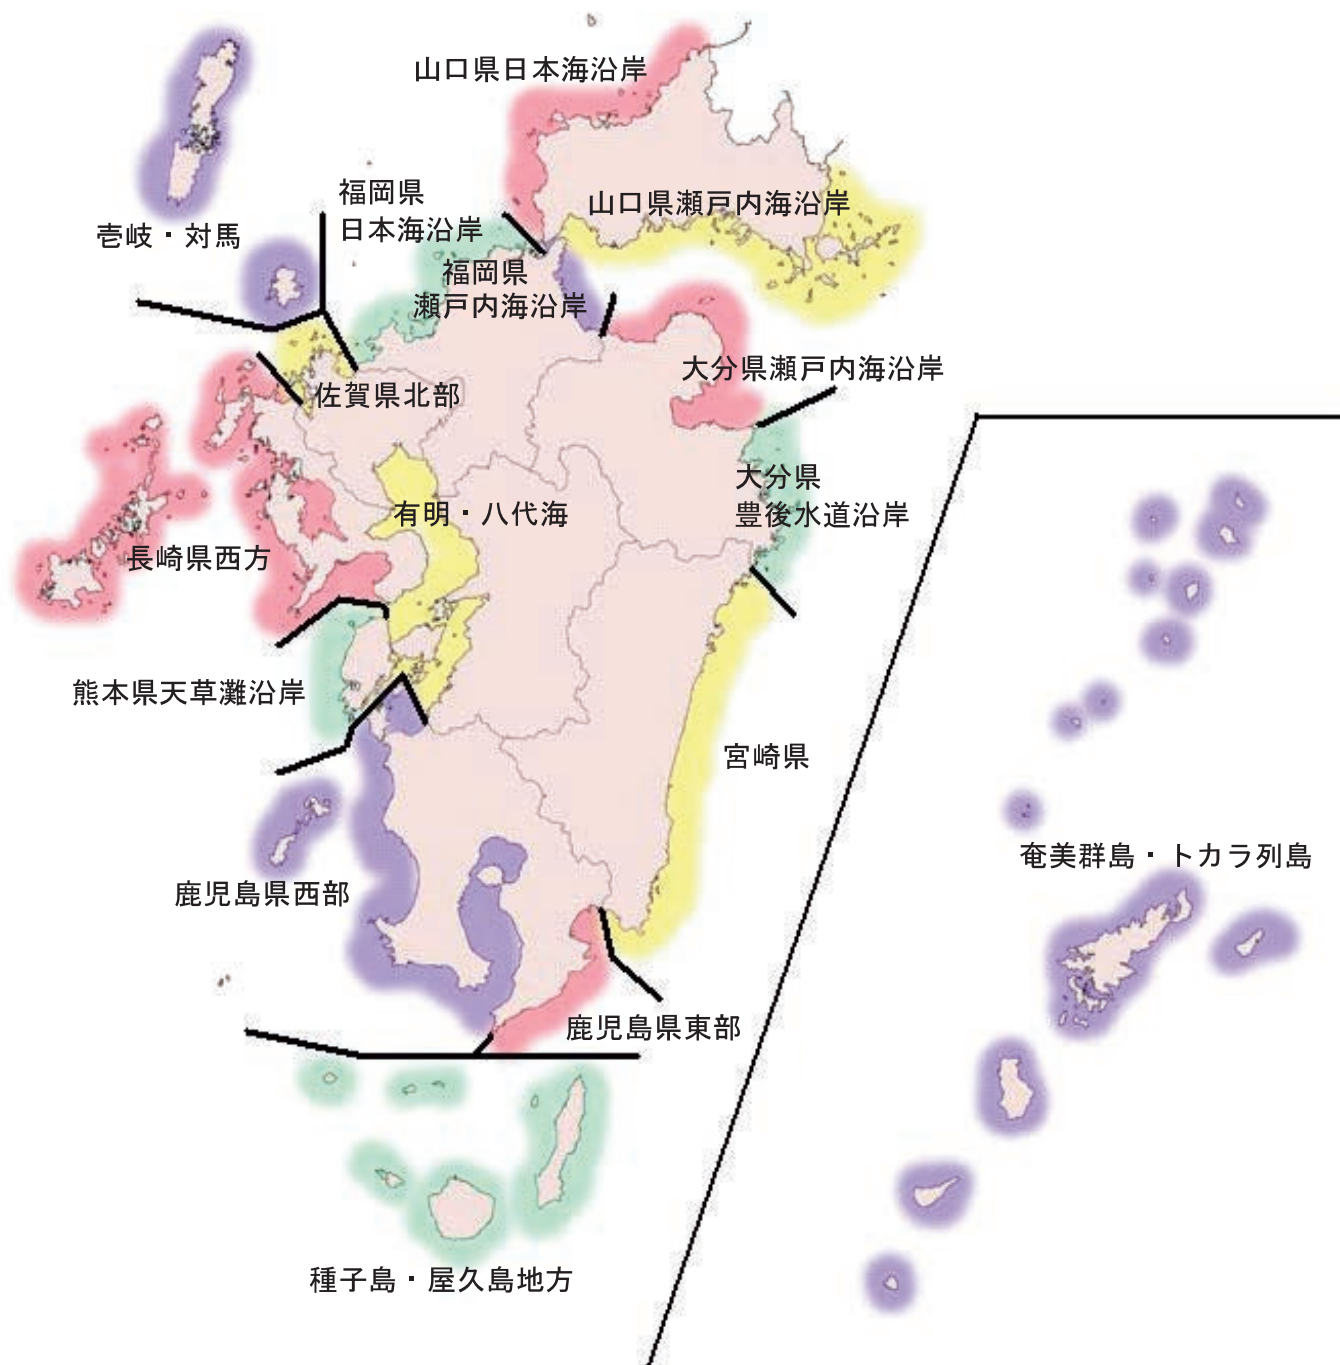 山口県日本海沿岸
福岡県
日本海沿岸
山口県瀬戸内海沿岸
壱岐・対馬
福岡県
瀬戸内海沿岸
大分県瀬戸内海沿岸
佐賀県北部
大分県
豊後水道沿岸
有明・八代海
長崎県西方
熊本県天草灘沿岸
宮崎県
奄美群島・トカラ列島
鹿児島県西部
鹿児島県東部
種子島・屋久島地方